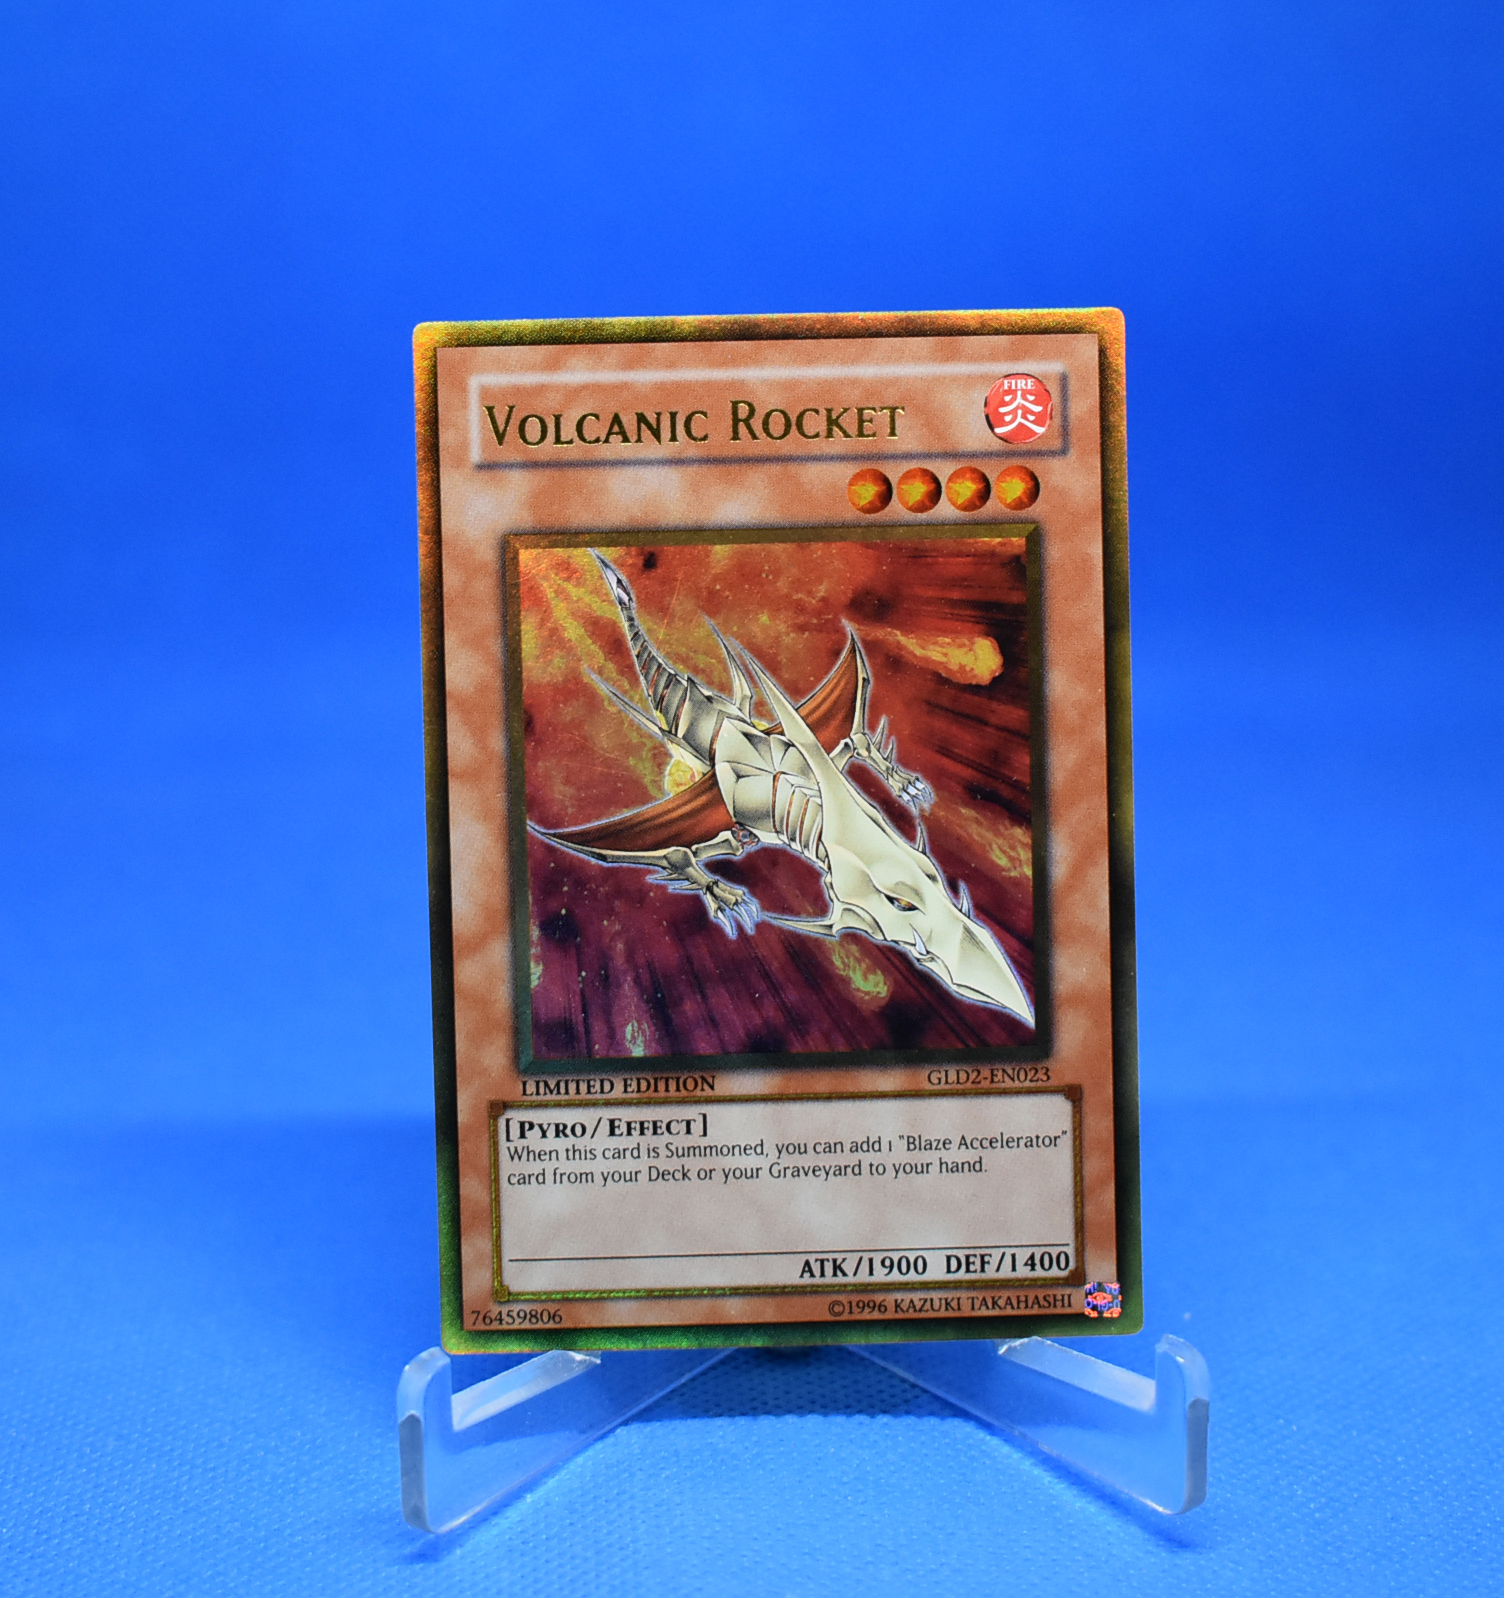 VOLCANIC ROCKET
FIRE
炎
LIMITED EDITION GLD2-EN023
[PYRO/EFFECT]
When this card is Summoned, you can add 1 "Blaze Accelerator"
card from your Deck or your Graveyard to your hand.
ATK/1900 DEF/1400
76459806 ©1996 KAZUKI TAKAHASHI